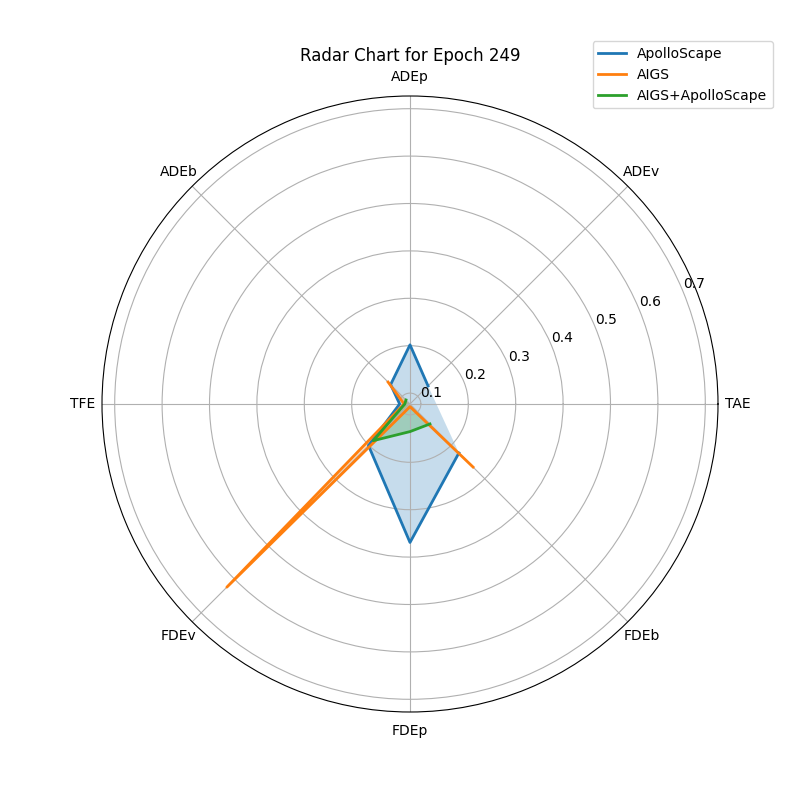 Radar Chart for Epoch 249
ApolloScape
AIGS
AIGS+ApolloScape
ADEp
ADEb
ADEv
0.7
0.6
0.5
0.4
0.3
0.2
0.1
TFE
TAE
FDEv
FDEb
FDEp